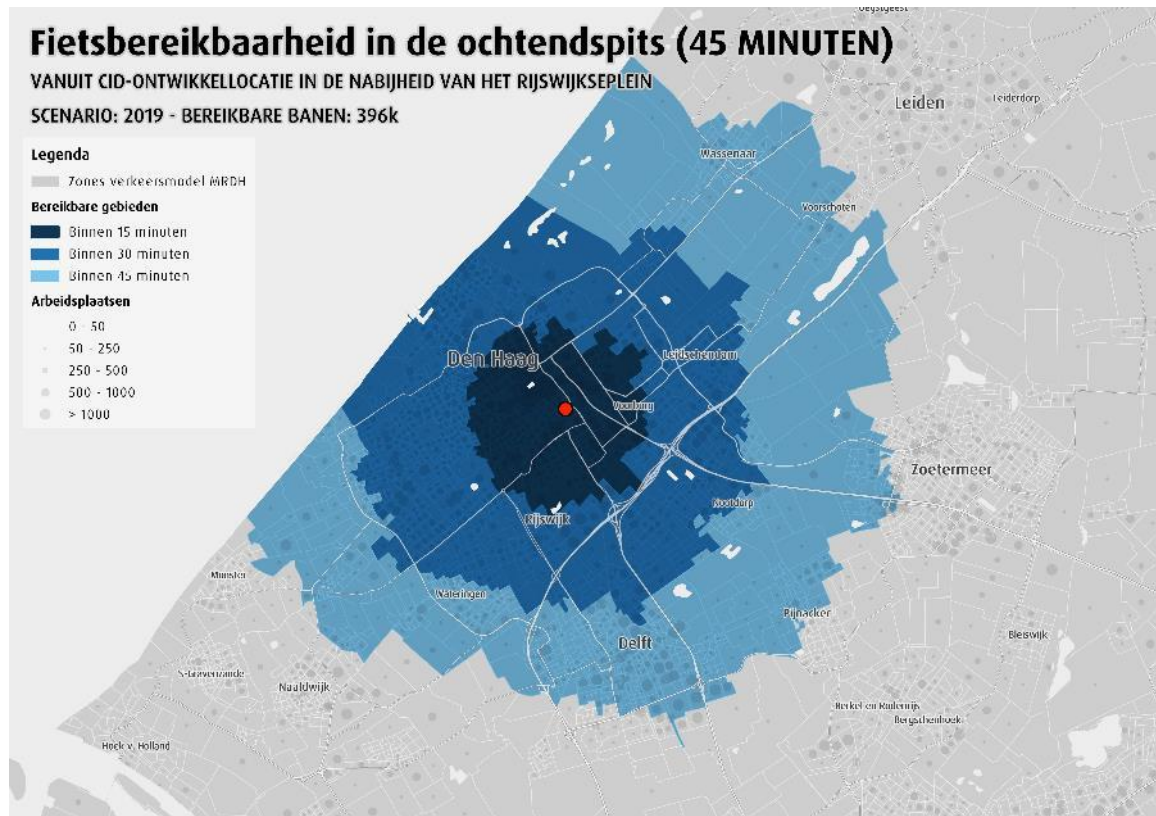 Fietsbereikbaarheid in de ochtendspits (45 MINUTEN)
VANUIT CID-ONTWIKKELLOCATIE IN DE NABIJHEID VAN HET RIJSWIJKSEPLEIN
SCENARIO: 2019 - BEREIKBARE BANEN: 396k
Legenda
Zones verkeersmodel MRDH
Bereikbare gebieden
Binnen 15 minuten
Binnen 30 minuten
Binnen 45 minuten
Arbeidsplaatsen
0 - 50
50 - 250
250 - 500
500 - 1000
> 1000
Oegstgeest
Leiden
Leiderdorp
Wassenaar
Voorschoten
Den Haag
Leidschendam
Voorburg
Zoetermeer
Nootdorp
Rijswijk
Monster
Wateringen
Pijnacker
Delft
Bleiswijk
S-Gravenzande
Naaldwijk
Berkel en Rodenrijs
Bergschenhoek
Hoek v. Holland